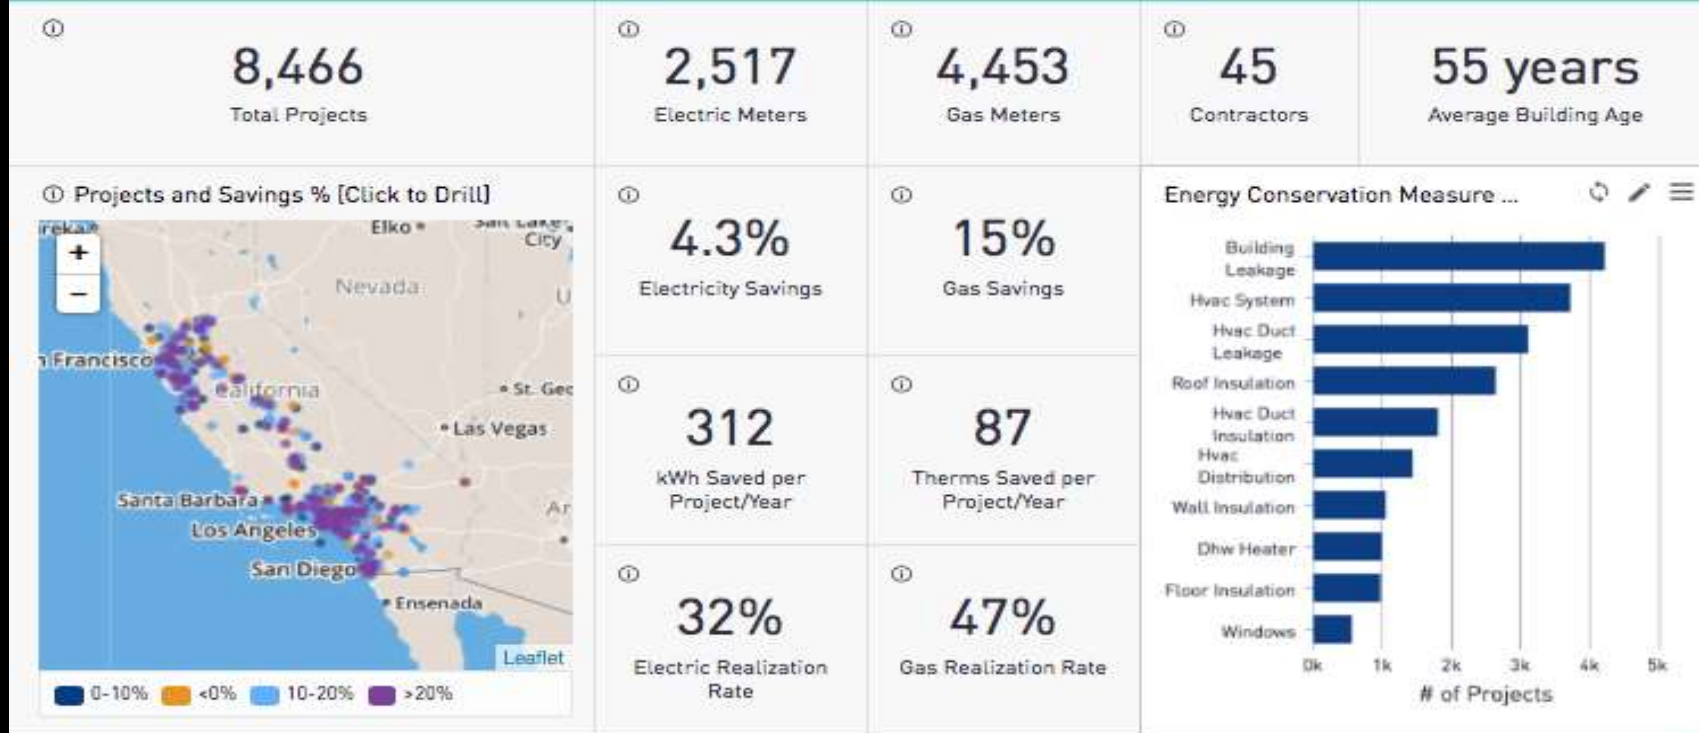 8,466
Total Projects
2,517
Electric Meters
4,453
Gas Meters
45
Contractors
55 years
Average Building Age
Projects and Savings % [Click to Drill]
+
−
Elko
City
Nevada
Francisco
California
St. Geo
Las Vegas
Santa Barbara
Los Angeles
San Diego
Ensenada
Leaflet
0-10% <0% 10-20% >20%
4.3%
Electricity Savings
15%
Gas Savings
312
kWh Saved per
Project/Year
87
Therms Saved per
Project/Year
32%
Electric Realization
Rate
47%
Gas Realization Rate
Energy Conservation Measure ...
Building
Leakage
Hvac System
Hvac Duct
Leakage
Roof Insulation
Hvac Duct
Insulation
Hvac
Distribution
Wall Insulation
Dhw Heater
Floor Insulation
Windows
0k 1k 2k 3k 4k 5k
# of Projects